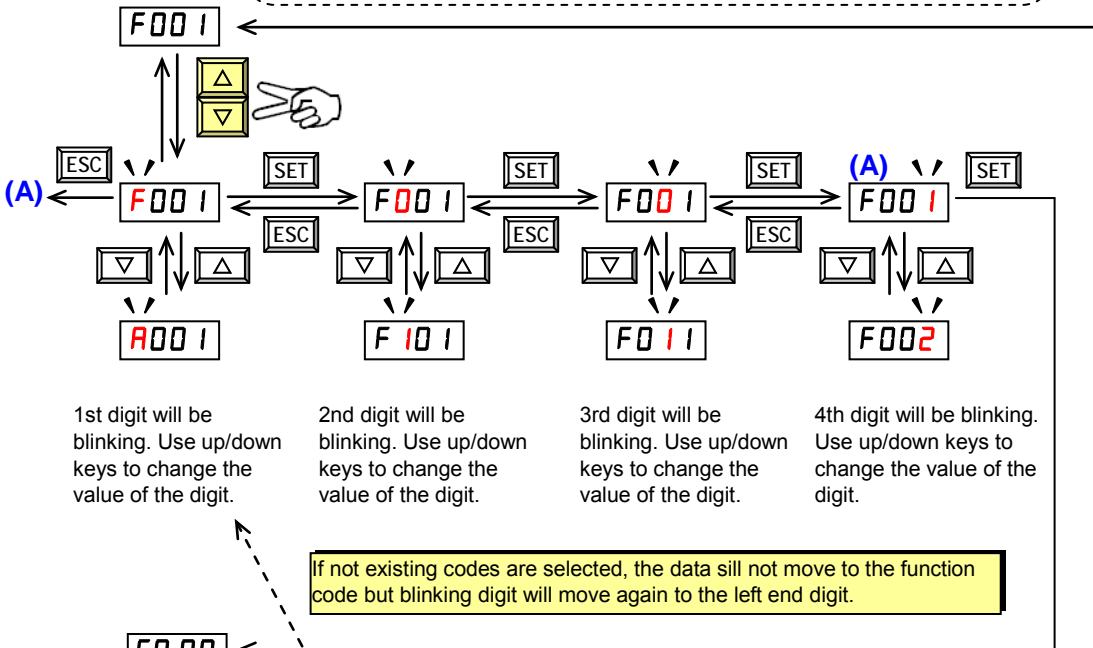 F001
ESC
SET
SET
(A)
SET
SET
(A)
F001
F001
F001
F001
ESC
ESC
ESC
A001
F101
F011
F002
1st digit will be
blinking. Use up/down
keys to change the
value of the digit.
2nd digit will be
blinking. Use up/down
keys to change the
value of the digit.
3rd digit will be
blinking. Use up/down
keys to change the
value of the digit.
4th digit will be blinking.
Use up/down keys to
change the value of the
digit.
If not existing codes are selected, the data sill not move to the function
code but blinking digit will move again to the left end digit.